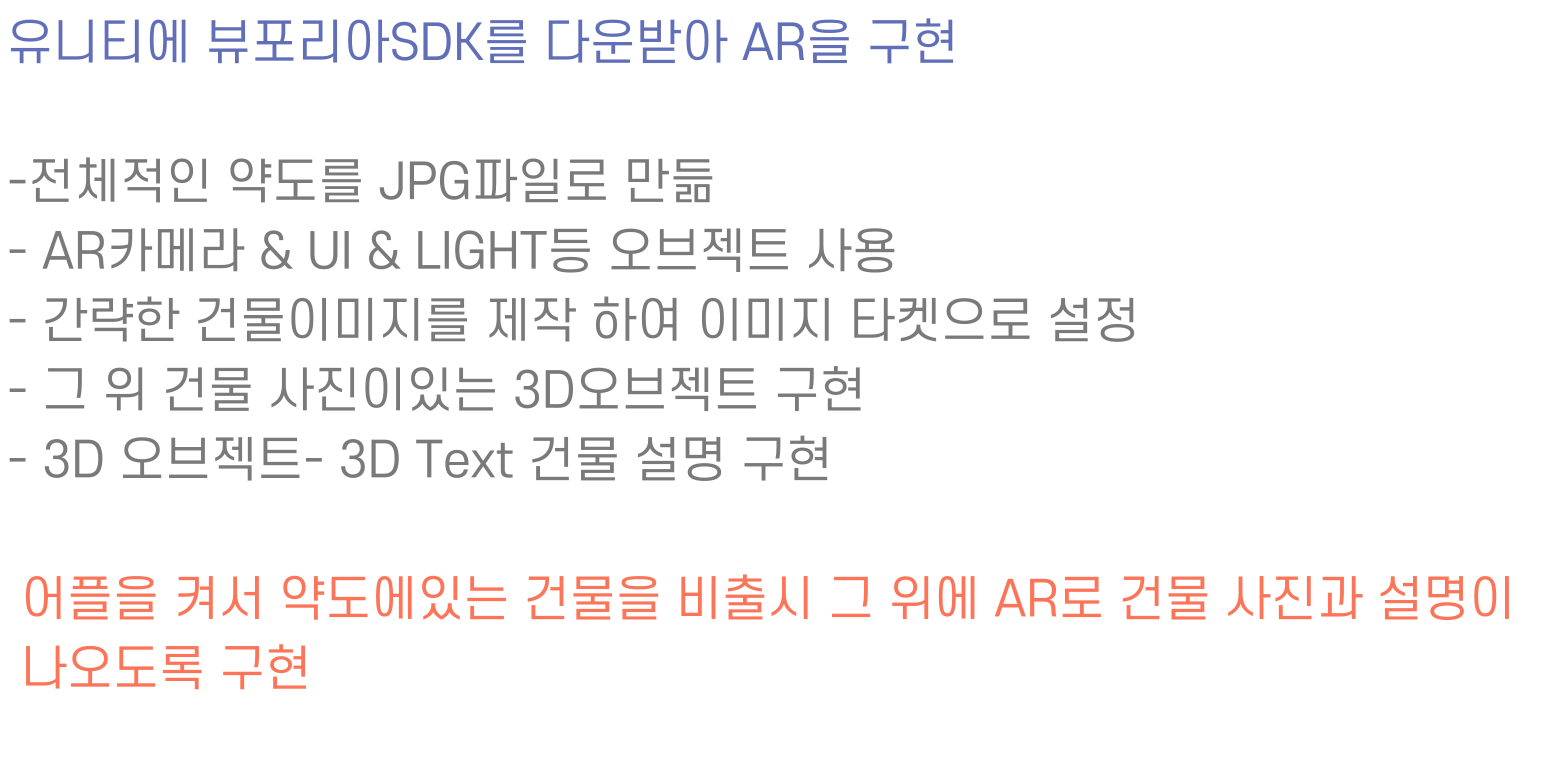 유니티에 뷰포리아SDK를 다운받아 AR을 구현
-전체적인 약도를 JPG파일로 만듦
- AR카메라 & UI & LIGHT등 오브젝트 사용
- 간략한 건물이미지를 제작 하여 이미지 타켓으로 설정
- 그 위 건물 사진이있는 3D오브젝트 구현
- 3D 오브젝트- 3D Text 건물 설명 구현
어플을 켜서 약도에있는 건물을 비출시 그 위에 AR로 건물 사진과 설명이
나오도록 구현